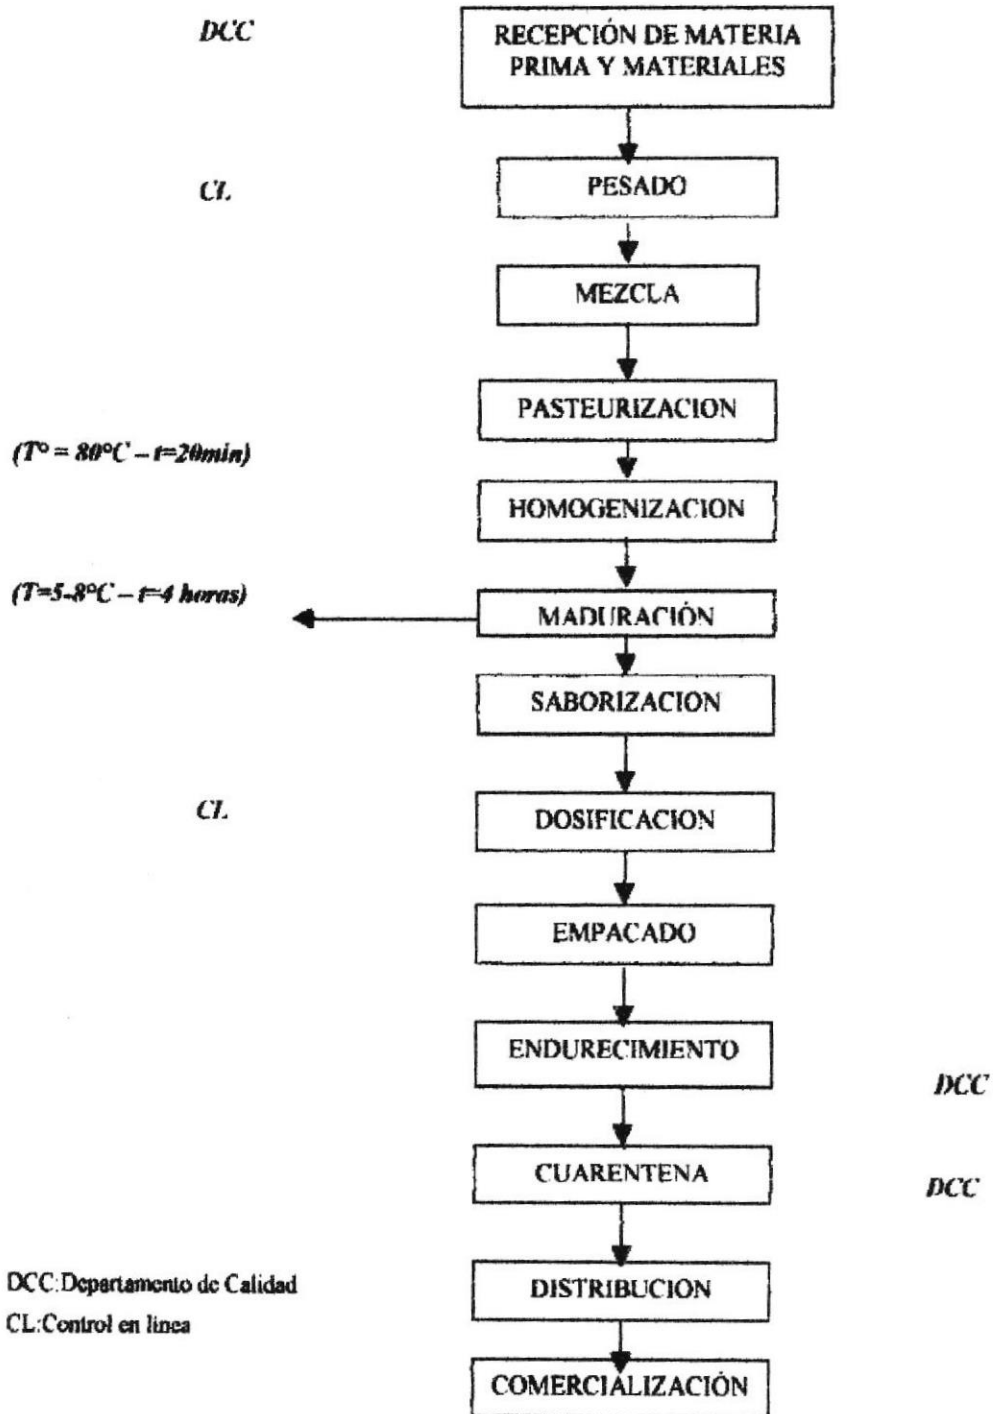 DCC
RECEPCIÓN DE MATERIA
PRIMA Y MATERIALES
CL
PESADO
MEZCLA
PASTEURIZACION
(T° = 80°C – t=20min)
HOMOGENIZACION
(T=5-8°C – t=4 horas)
MADURACIÓN
SABORIZACION
CL
DOSIFICACION
EMPACADO
ENDURECIMIENTO
DCC
CUARENTENA
DCC
DCC:Departamento de Calidad
DISTRIBUCION
CL:Control en linea
COMERCIALIZACIÓN